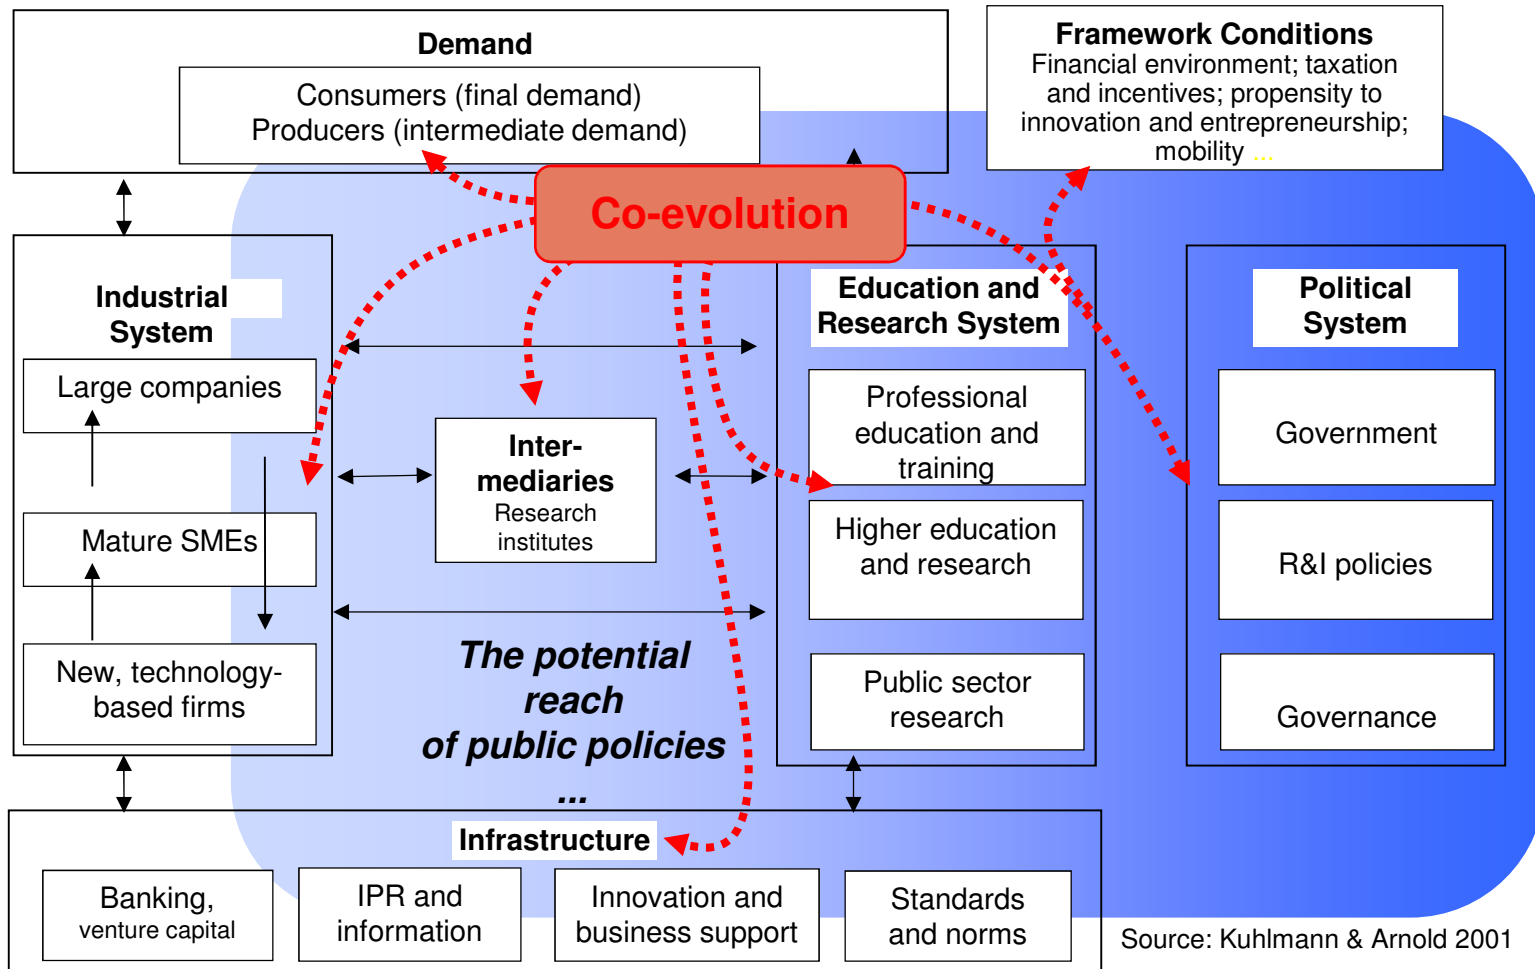 Demand
Consumers (final demand)
Producers (intermediate demand)
Framework Conditions
Financial environment; taxation
and incentives; propensity to
innovation and entrepreneurship;
mobility ...
Co-evolution
Industrial
System
Large companies
Mature SMEs
New, technology-
based firms
Inter-
mediaries
Research
institutes
The potential
reach
of public policies
...
Education and
Research System
Professional
education and
training
Higher education
and research
Public sector
research
Political
System
Government
R&I policies
Governance
Infrastructure
Banking,
venture capital
IPR and
information
Innovation and
business support
Standards
and norms
Source: Kuhlmann & Arnold 2001